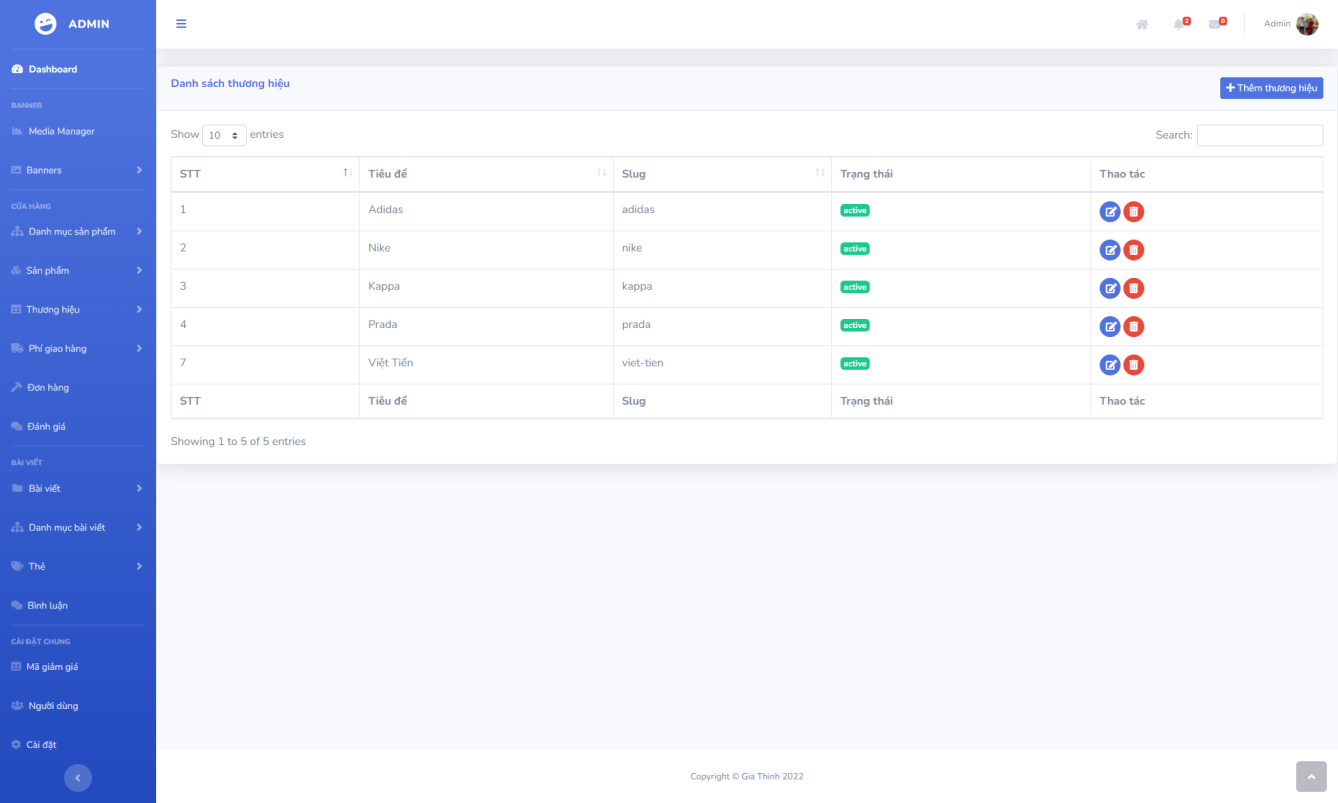 ADMIN
Dashboard
BANNER
Media Manager
Banners
CỬA HÀNG
Danh mục sản phẩm
Sản phẩm
Thương hiệu
Phí giao hàng
Đơn hàng
Đánh giá
BÀI VIẾT
Bài viết
Danh mục bài viết
Thẻ
Bình luận
CÀI ĐẶT CHUNG
Mã giảm giá
Người dùng
Cài đặt
2
0
Admin
Danh sách thương hiệu
Thêm thương hiệu
Show 10 entries
Search:
STT Tiêu đề Slug Trạng thái Thao tác
1 Adidas adidas active
2 Nike nike active
3 Kappa kappa active
4 Prada prada active
7 Việt Tiến viet-tien active
STT Tiêu đề Slug Trạng thái Thao tác
Showing 1 to 5 of 5 entries
Copyright © Gia Thinh 2022